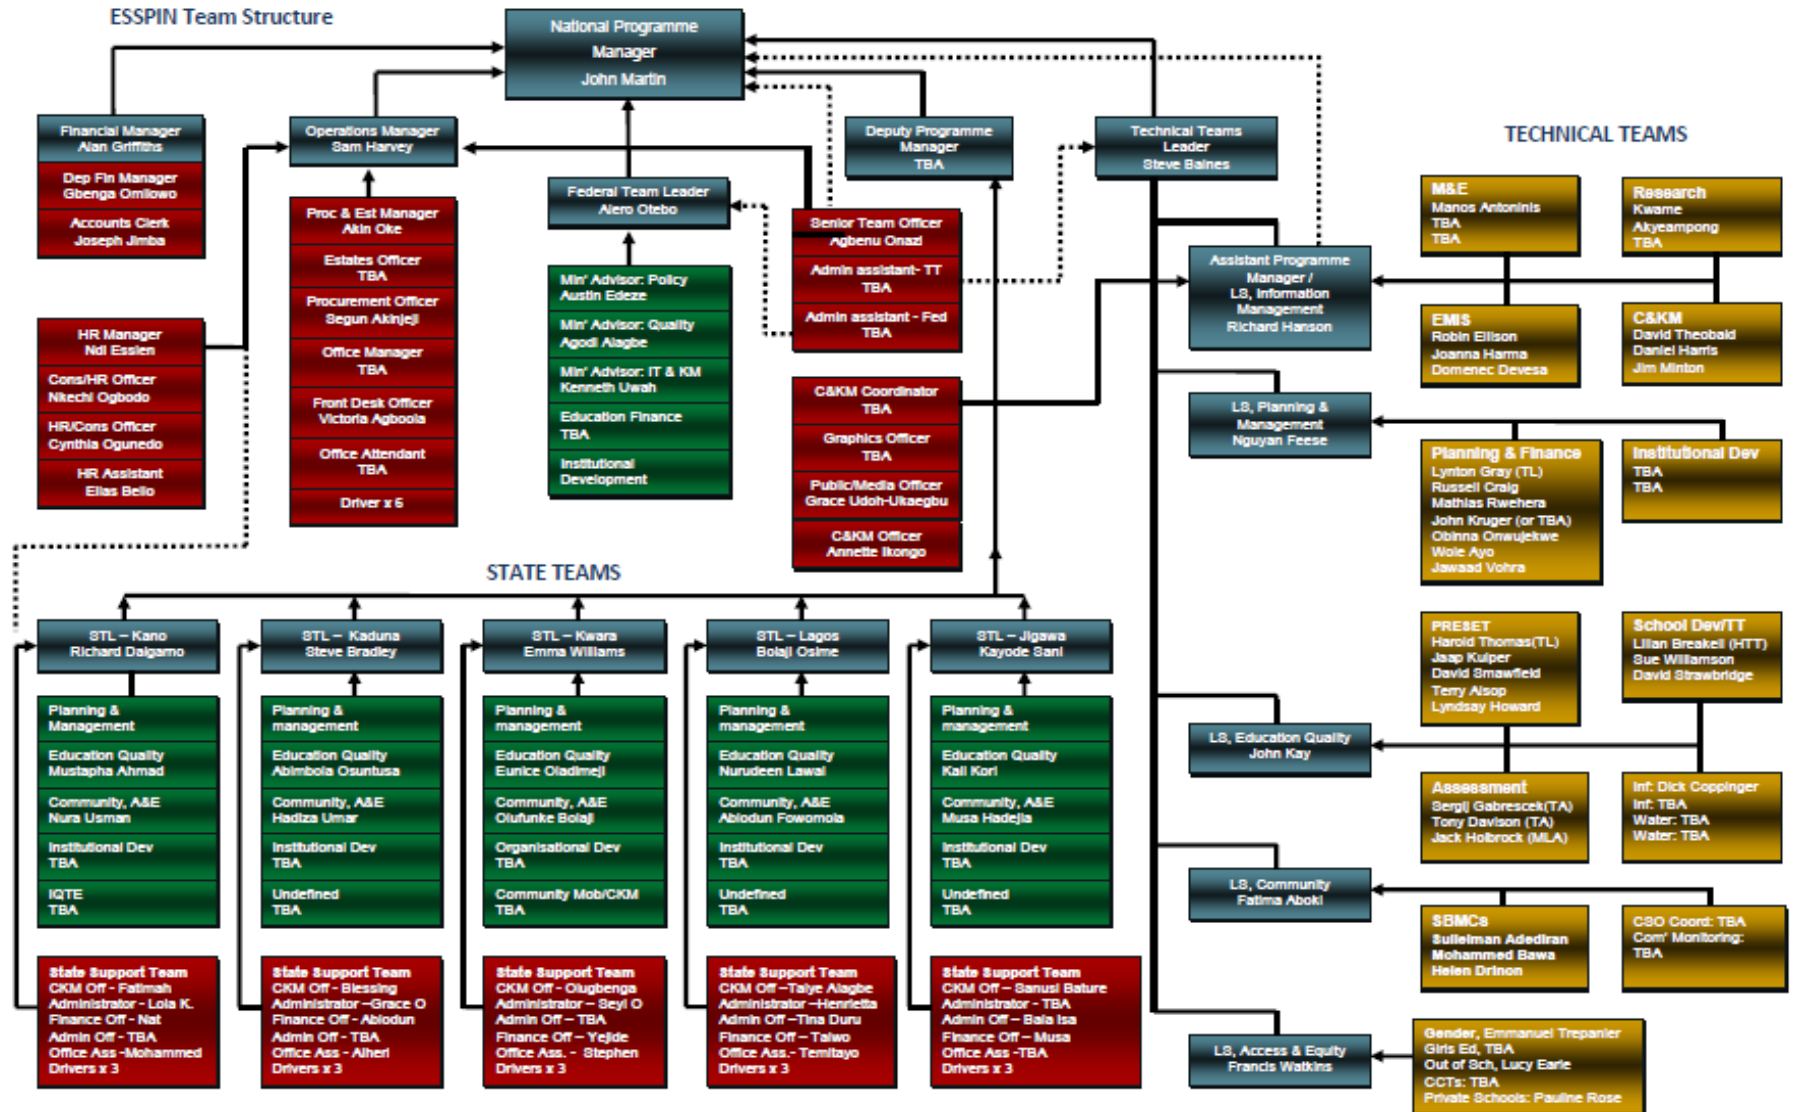 ESSPIN Team Structure
National Programme
Manager
John Martin
Financial Manager
Alan Griffiths
Dep Fin Manager
Gbenga Omilowo
Accounts Clerk
Joseph Jimba
Operations Manager
Sam Harvey
Deputy Programme
Manager
TBA
Technical Teams
Leader
Steve Baines
TECHNICAL TEAMS
Federal Team Leader
Alero Otebo
HR Manager
Ndi Essien
Cons/HR Officer
Nkechi Ogbodo
HR/Cons Officer
Cynthia Ogunedo
HR Assistant
Elias Bello
Proc & Est Manager
Akin Oke
Estates Officer
TBA
Procurement Officer
Segun Akinjeji
Office Manager
TBA
Front Desk Officer
Victoria Agboola
Office Attendant
TBA
Driver x 6
Min' Advisor: Policy
Austin Edeze
Min' Advisor: Quality
Agodi Alagbe
Min' Advisor: IT & KM
Kenneth Uwah
Education Finance
TBA
Institutional
Development
Senior Team Officer
Agbenu Onazi
Admin assistant- TT
TBA
Admin assistant - Fed
TBA
C&KM Coordinator
TBA
Graphics Officer
TBA
Public/Media Officer
Grace Udoh-Ukaegbu
C&KM Officer
Annette Ikongo
Assistant Programme
Manager /
LS, Information
Management
Richard Hanson
M&E
Manos Antoninis
TBA
TBA
Research
Kwame
Akyeampong
TBA
EMIS
Robin Ellison
Joanna Harma
Domenec Devesa
C&KM
David Theobald
Daniel Harris
Jim Minton
LS, Planning &
Management
Nguyan Feese
Planning & Finance
Lynton Gray (TL)
Russell Craig
Mathias Rwehera
John Kruger (or TBA)
Obinna Onwujekwe
Wole Ayo
Jawaad Vohra
Institutional Dev
TBA
TBA
STATE TEAMS
STL – Kano
Richard Dalgarno
STL – Kaduna
Steve Bradley
STL – Kwara
Emma Williams
STL – Lagos
Bolaji Osime
STL – Jigawa
Kayode Sani
Planning &
Management
Education Quality
Mustapha Ahmad
Community, A&E
Nura Usman
Institutional Dev
TBA
IQTE
TBA
Planning &
management
Education Quality
Abimbola Osuntusa
Community, A&E
Hadiza Umar
Institutional Dev
TBA
Undefined
TBA
Planning &
management
Education Quality
Eunice Oladimeji
Community, A&E
Olufunke Bolaji
Organisational Dev
TBA
Community Mob/CKM
TBA
Planning &
management
Education Quality
Nurudeen Lawal
Community, A&E
Abiodun Fowomola
Institutional Dev
TBA
Undefined
TBA
Planning &
management
Education Quality
Kali Kori
Community, A&E
Musa Hadejia
Institutional Dev
TBA
Undefined
TBA
State Support Team
CKM Off - Fatimah
Administrator - Lola K.
Finance Off - Nat
Admin Off - TBA
Office Ass -Mohammed
Drivers x 3
State Support Team
CKM Off - Blessing
Administrator –Grace O
Finance Off - Abiodun
Admin Off - TBA
Office Ass - Alheri
Drivers x 3
State Support Team
CKM Off - Olugbenga
Administrator – Seyi O
Admin Off – TBA
Finance Off – Yejide
Office Ass. - Stephen
Drivers x 3
State Support Team
CKM Off –Taiye Alagbe
Administrator –Henrietta
Admin Off –Tina Duru
Finance Off – Taiwo
Office Ass.- Temitayo
Drivers x 3
State Support Team
CKM Off – Sanusi Bature
Administrator - TBA
Admin Off – Bala Isa
Finance Off – Musa
Office Ass -TBA
Drivers x 3
PRESET
Harold Thomas(TL)
Jaap Kuiper
David Smawfield
Terry Alsop
Lyndsay Howard
School Dev/TT
Lilian Breakell (HTT)
Sue Williamson
David Strawbridge
LS, Education Quality
John Kay
Assessment
Sergij Gabrescek(TA)
Tony Davison (TA)
Jack Holbrock (MLA)
Inf: Dick Coppinger
Inf: TBA
Water: TBA
Water: TBA
LS, Community
Fatima Aboki
SBMCs
Suileiman Adediran
Mohammed Bawa
Helen Drinon
CSO Coord: TBA
Com' Monitoring:
TBA
LS, Access & Equity
Francis Watkins
Gender, Emmanuel Trepanier
Girls Ed, TBA
Out of Sch, Lucy Earle
CCTs: TBA
Private Schools: Pauline Rose